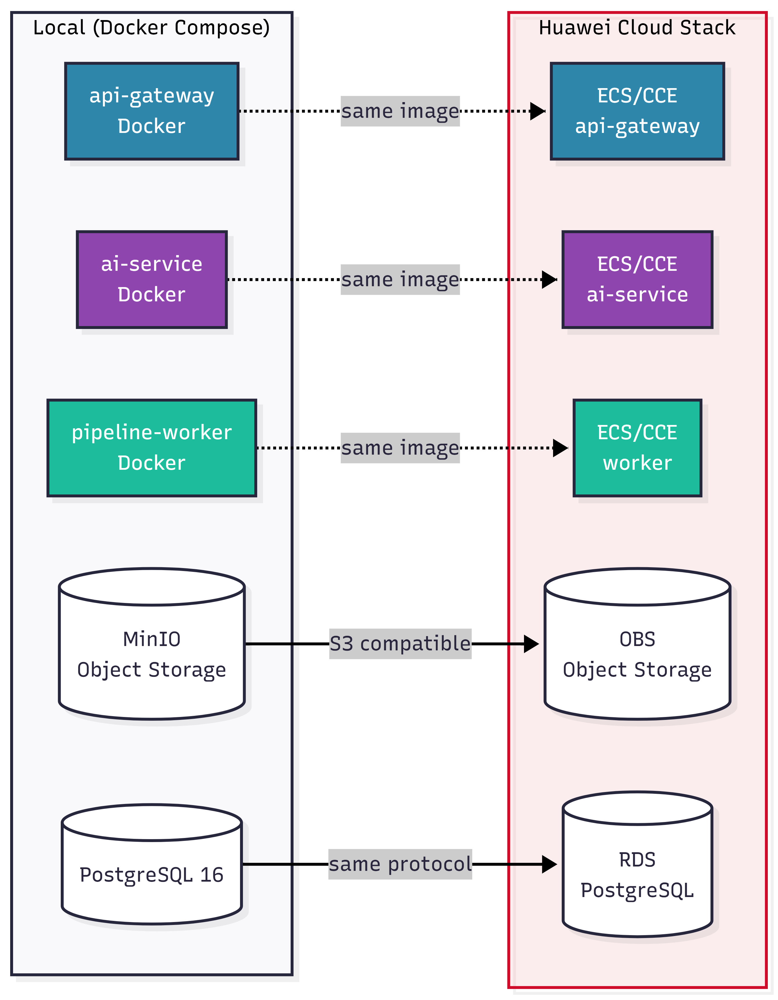 Local (Docker Compose)
Huawei Cloud Stack
api-gateway
Docker
same image
ECS/CCE
api-gateway
ai-service
Docker
same image
ECS/CCE
ai-service
pipeline-worker
Docker
same image
ECS/CCE
worker
MinIO
Object Storage
S3 compatible
OBS
Object Storage
PostgreSQL 16
same protocol
RDS
PostgreSQL